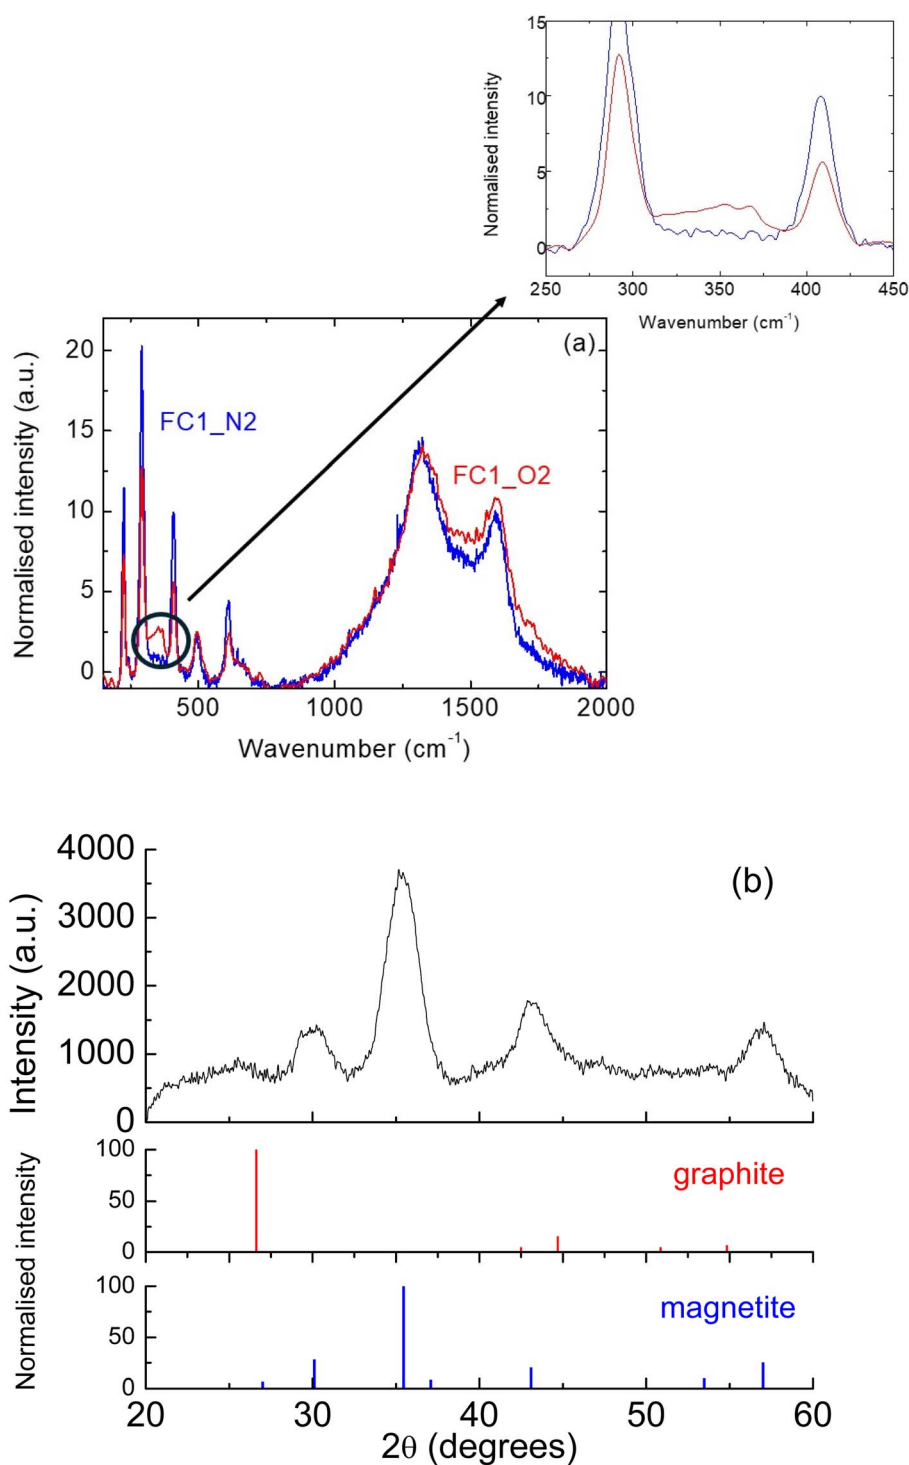 15
10
5
0
Normalised intensity
250 300 350 400 450
Wavenumber (cm⁻¹)
(a)
20
15
10
5
0
Normalised intensity (a.u.)
FC1_N2
FC1_O2
500 1000 1500 2000
Wavenumber (cm⁻¹)
(b)
4000
3000
2000
1000
0
Intensity (a.u.)
100
50
0
graphite
Normalised intensity
100
50
0
magnetite
20 30 40 50 60
2θ (degrees)